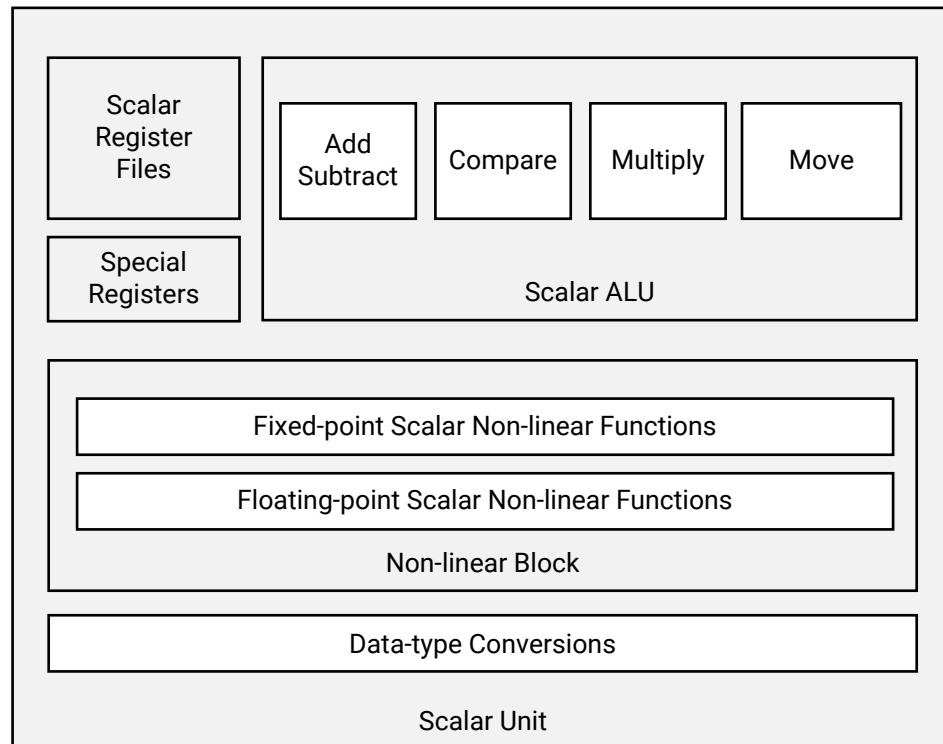 Scalar
Register
Files
Special
Registers
Add
Subtract
Compare
Multiply
Move
Scalar ALU
Fixed-point Scalar Non-linear Functions
Floating-point Scalar Non-linear Functions
Non-linear Block
Data-type Conversions
Scalar Unit